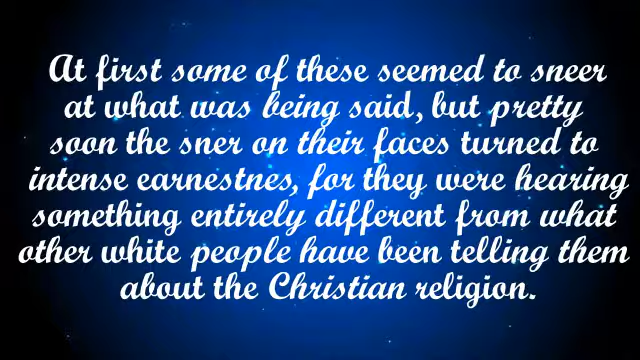 At first some of these seemed to sneer
at what was being said, but pretty
soon the sner on their faces turned to
intense earnestnes, for they were hearing
something entirely different from what
other white people have been telling them
about the Christian religion.